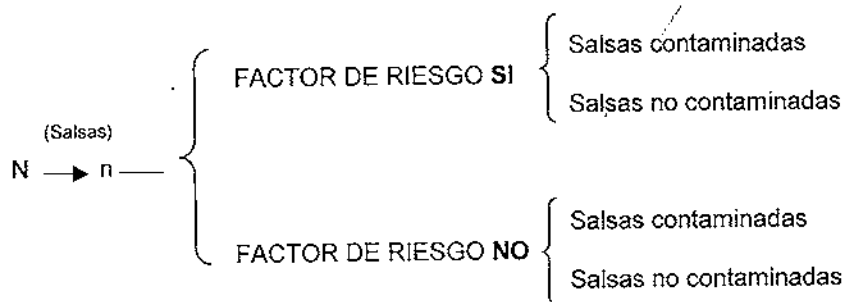 Salsas contaminadas
FACTOR DE RIESGO SI
Salsas no contaminadas
(Salsas)
N → n
Salsas contaminadas
FACTOR DE RIESGO NO
Salsas no contaminadas